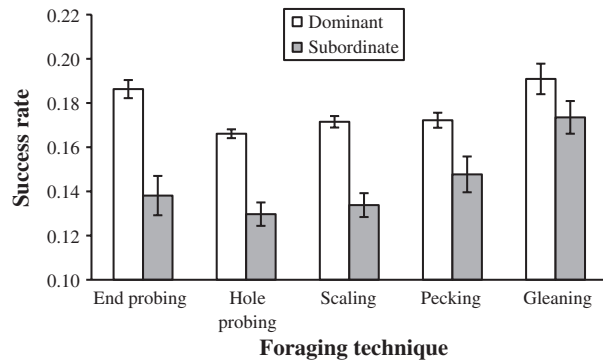 0.22
0.20
0.18
0.16
0.14
0.12
0.10
Success rate
Dominant
Subordinate
End probing
Hole
probing
Scaling
Pecking
Gleaning
Foraging technique